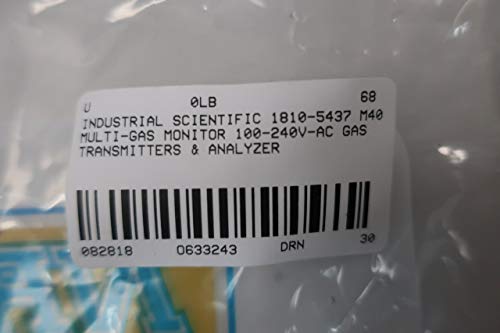 U 0LB 68
INDUSTRIAL SCIENTIFIC 1810-5437 M40
MULTI-GAS MONITOR 100-240V-AC GAS
TRANSMITTERS & ANALYZER
082818 0633243 DRN 30